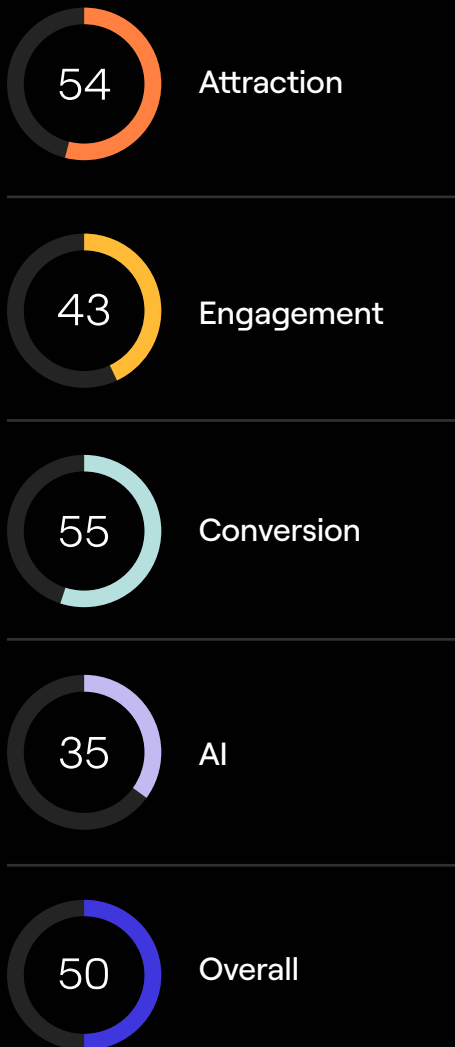 54 Attraction
43 Engagement
55 Conversion
35 AI
50 Overall